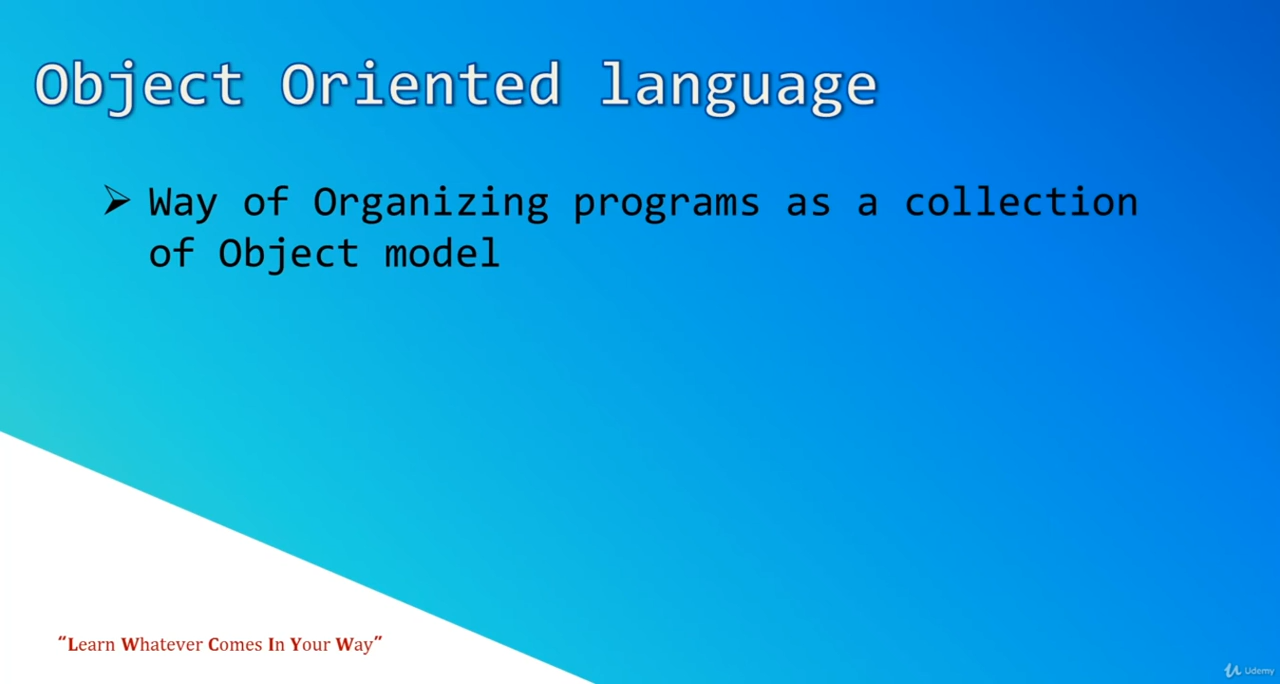 Object Oriented language
➢ Way of Organizing programs as a collection
of Object model
“Learn Whatever Comes In Your Way”
Udemy